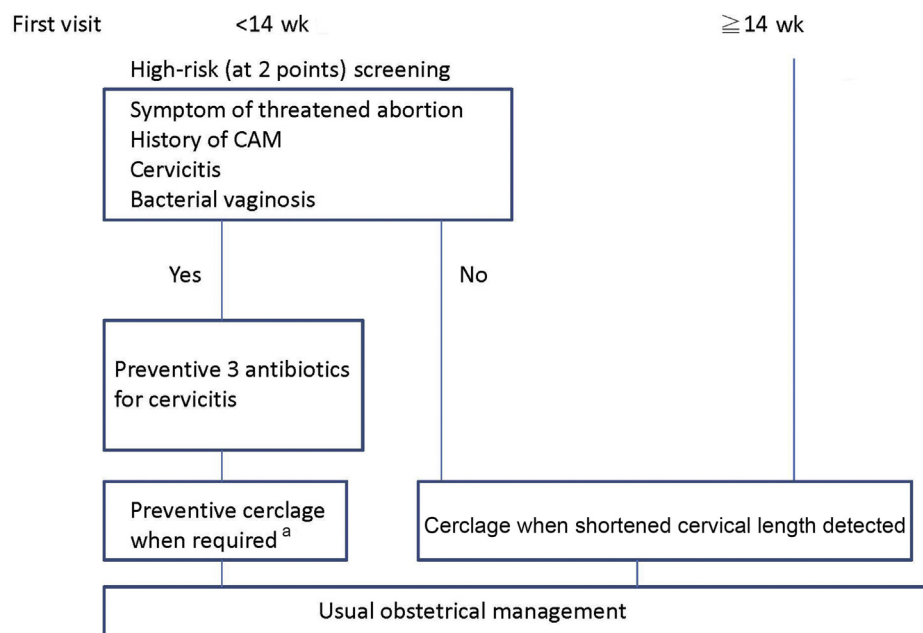 First visit <14 wk ≧14 wk
High-risk (at 2 points) screening
Symptom of threatened abortion
History of CAM
Cervicitis
Bacterial vaginosis
Yes No
Preventive 3 antibiotics
for cervicitis
Preventive cerclage
when required a
Cerclage when shortened cervical length detected
Usual obstetrical management